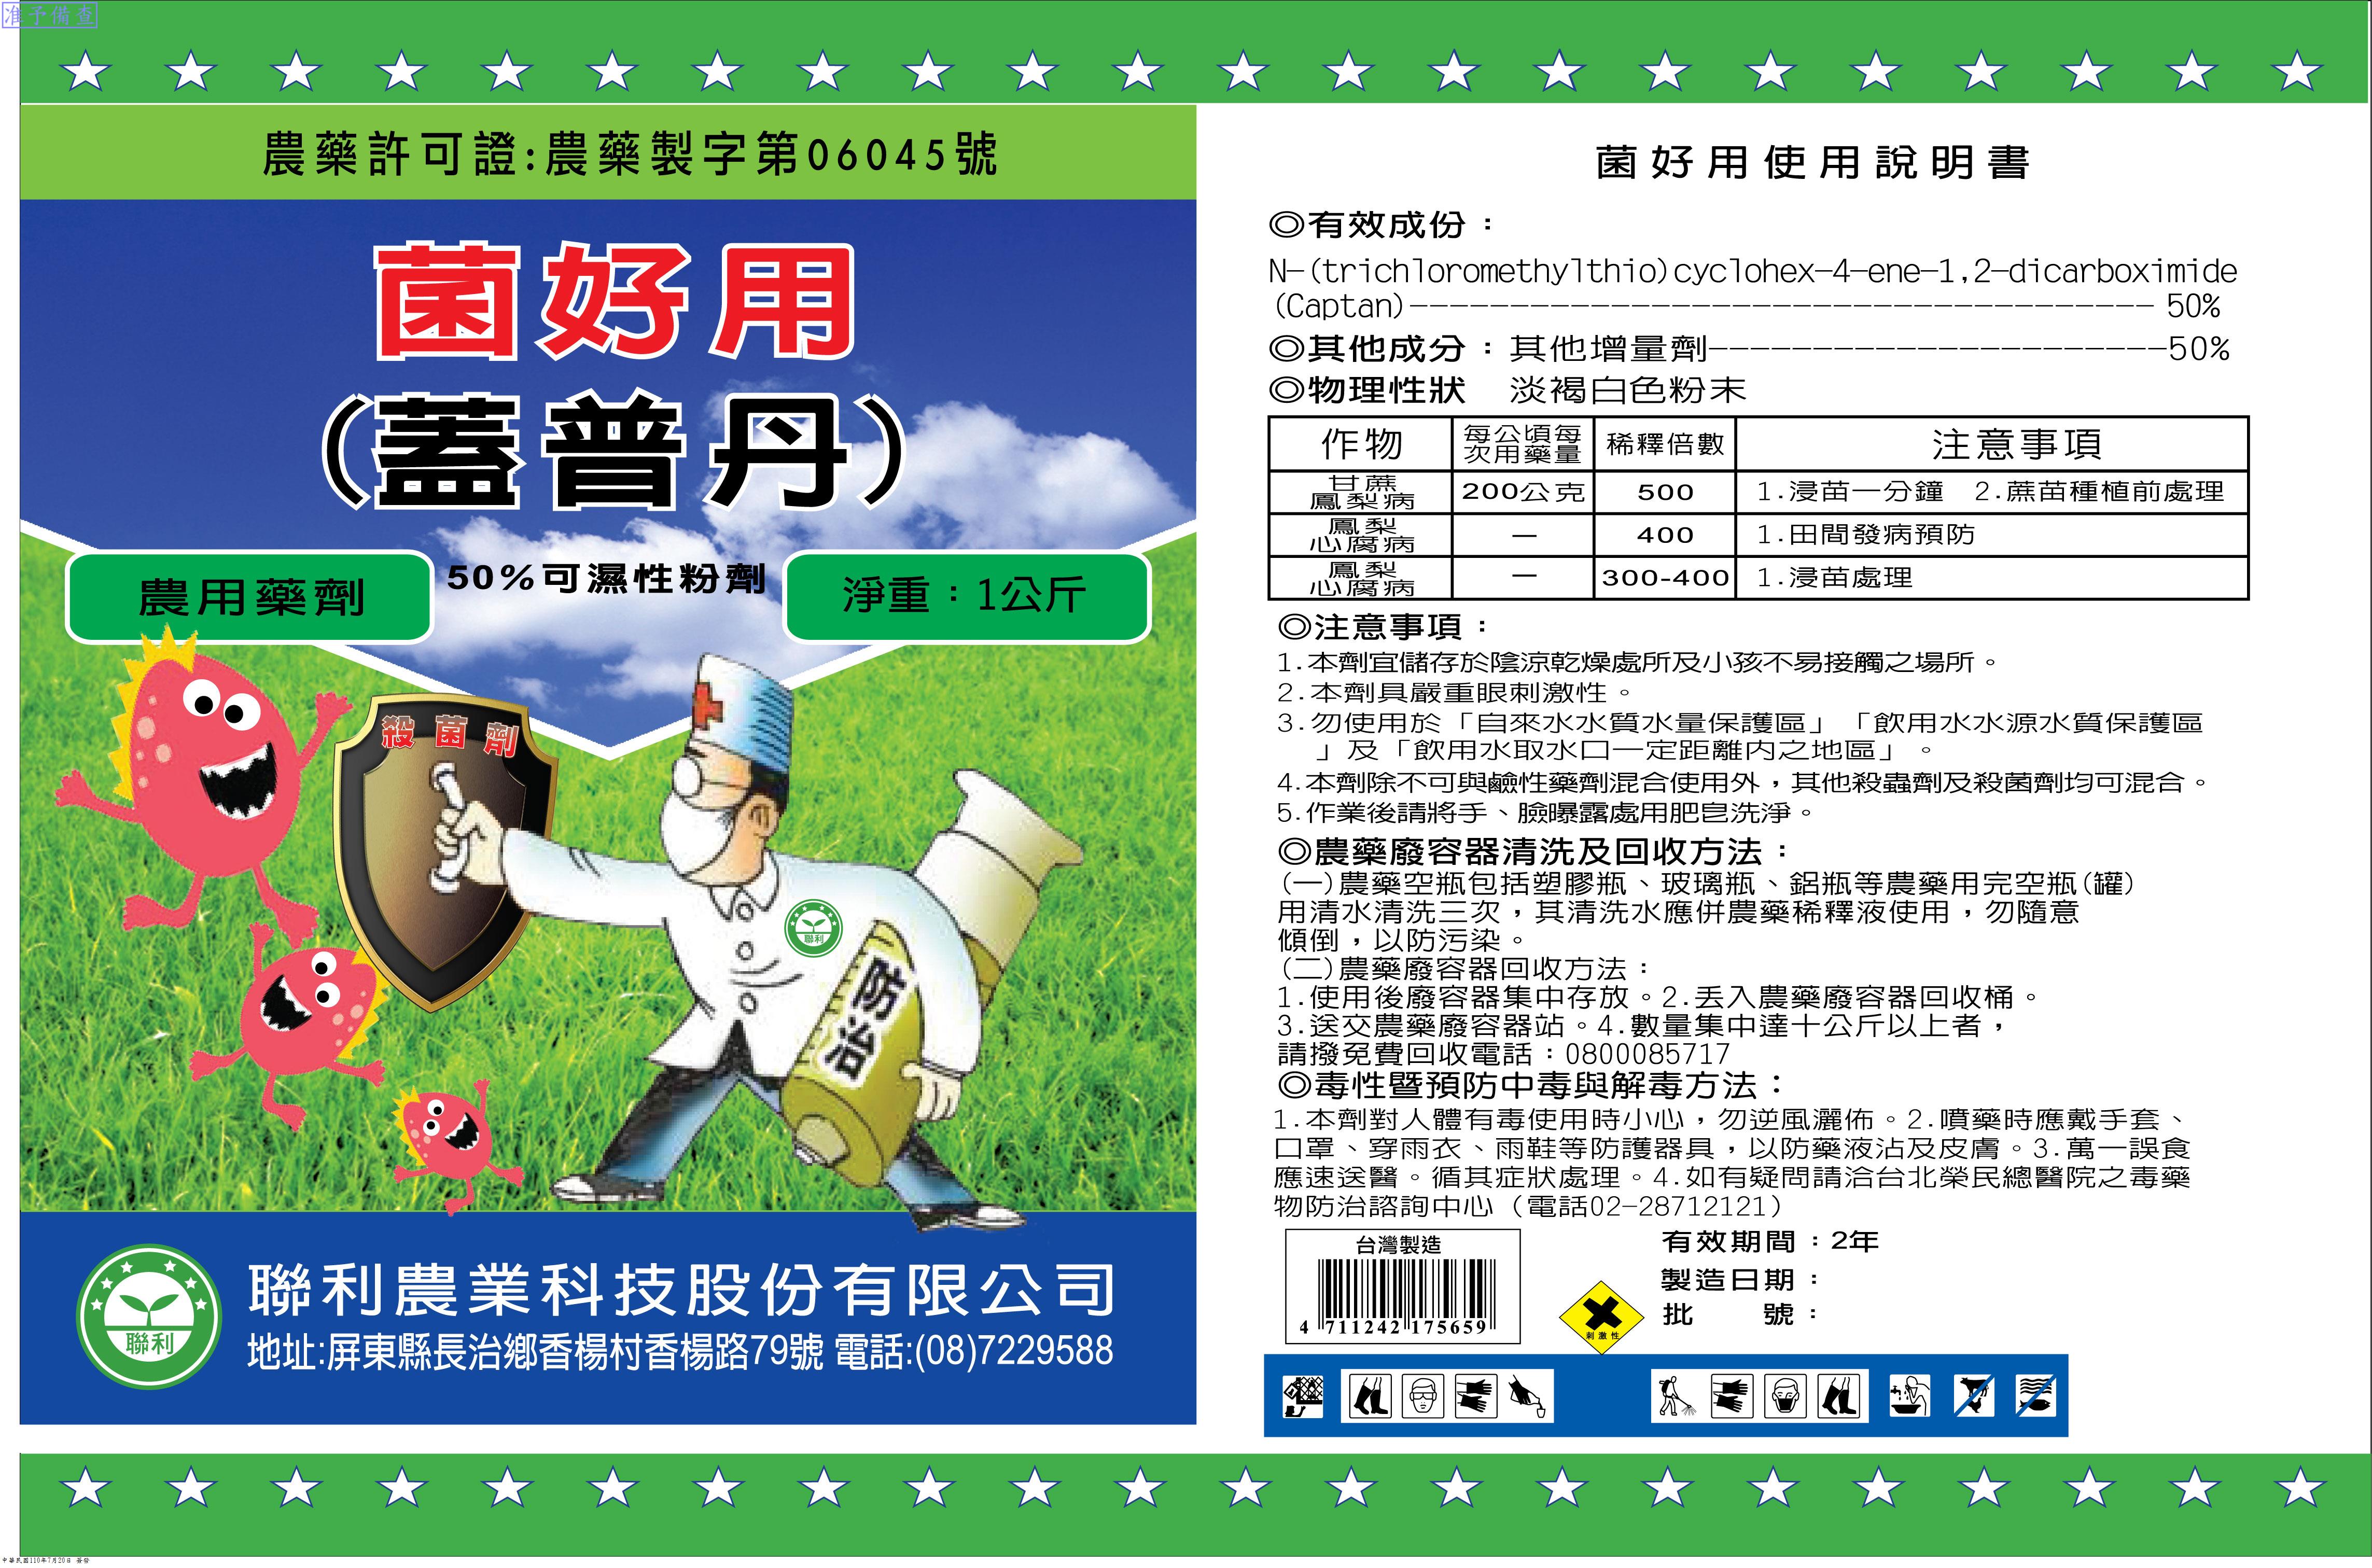 准予備查
農藥許可證:農藥製字第06045號
菌好用
(蓋普丹)
農用藥劑
50%可濕性粉劑
淨重：1公斤
殺菌劑
聯利
防治
聯利
聯利農業科技股份有限公司
地址:屏東縣長治鄉香楊村香楊路79號 電話:(08)7229588
菌好用使用說明書
◎有效成份：
N-(trichloromethylthio)cyclohex-4-ene-1,2-dicarboximide
(Captan)------------------------------------- 50%
◎其他成分：其他增量劑----------------------50%
◎物理性狀　淡褐白色粉末
作物 每公頃每次用藥量 稀釋倍數 注意事項
甘蔗鳳梨病 200公克 500 1.浸苗一分鐘　2.蔗苗種植前處理
鳳梨心腐病 — 400 1.田間發病預防
鳳梨心腐病 — 300-400 1.浸苗處理
◎注意事項：
1.本劑宜儲存於陰涼乾燥處所及小孩不易接觸之場所。
2.本劑具嚴重眼刺激性。
3.勿使用於「自來水水質水量保護區」「飲用水水源水質保護區
」及「飲用水取水口一定距離內之地區」。
4.本劑除不可與鹼性藥劑混合使用外，其他殺蟲劑及殺菌劑均可混合。
5.作業後請將手、臉曝露處用肥皂洗淨。
◎農藥廢容器清洗及回收方法：
(一)農藥空瓶包括塑膠瓶、玻璃瓶、鋁瓶等農藥用完空瓶(罐)
用清水清洗三次，其清洗水應併農藥稀釋液使用，勿隨意
傾倒，以防污染。
(二)農藥廢容器回收方法：
1.使用後廢容器集中存放。2.丟入農藥廢容器回收桶。
3.送交農藥廢容器站。4.數量集中達十公斤以上者，
請撥免費回收電話：0800085717
◎毒性暨預防中毒與解毒方法：
1.本劑對人體有毒使用時小心，勿逆風灑佈。2.噴藥時應戴手套、
口罩、穿雨衣、雨鞋等防護器具，以防藥液沾及皮膚。3.萬一誤食
應速送醫。循其症狀處理。4.如有疑問請洽台北榮民總醫院之毒藥
物防治諮詢中心（電話02-28712121）
台灣製造
4 711242 175659
刺激性
有效期間：2年
製造日期：
批　　號：
中華民國110年7月20日 簽發